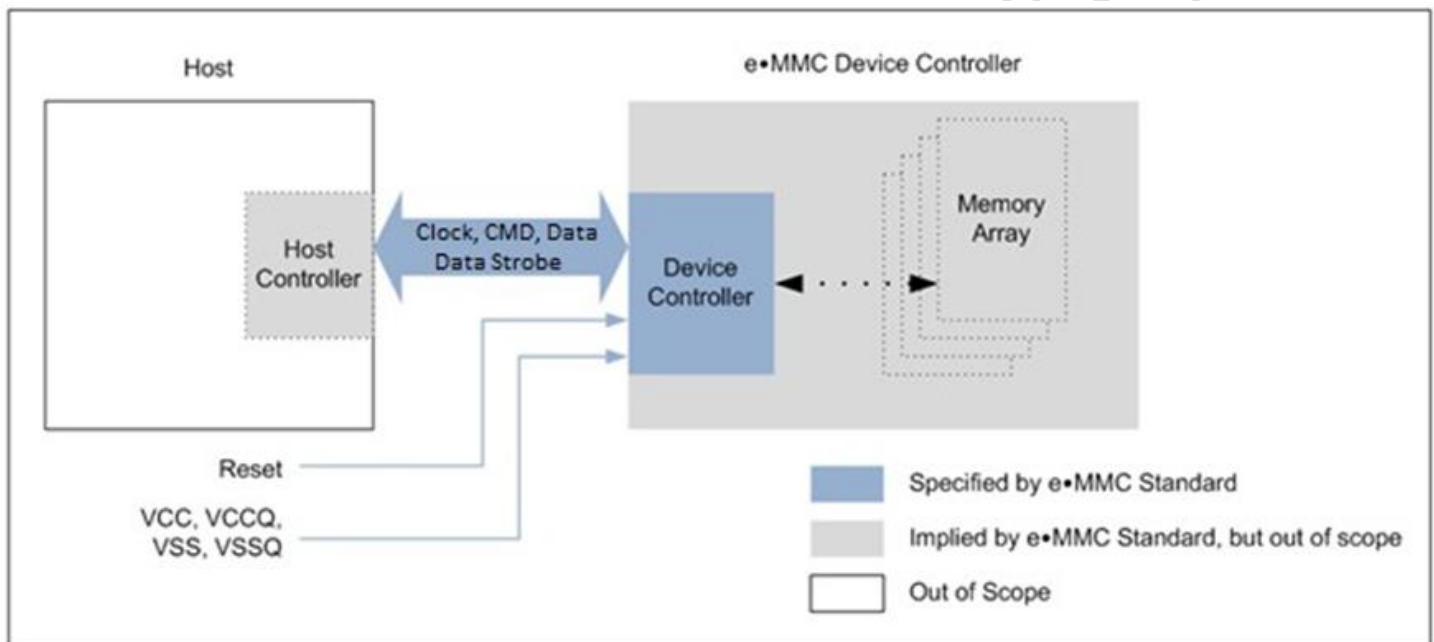 Host
e•MMC Device Controller
Host
Controller
Clock, CMD, Data
Data Strobe
Device
Controller
Memory
Array
Reset
VCC, VCCQ,
VSS, VSSQ
Specified by e•MMC Standard
Implied by e•MMC Standard, but out of scope
Out of Scope